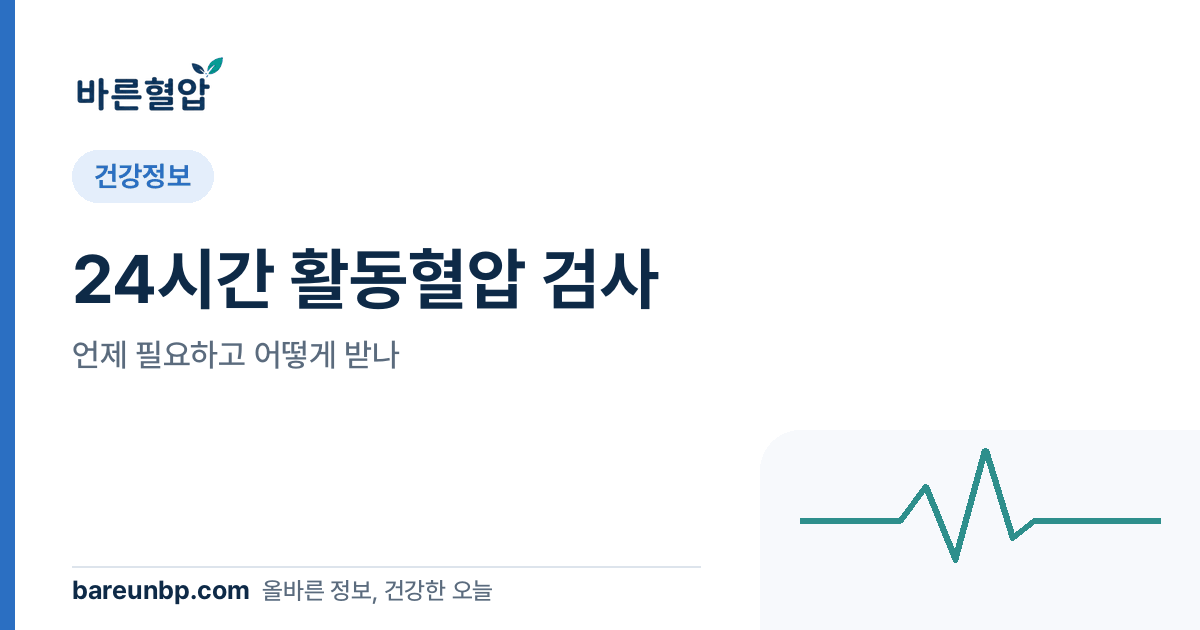 바른혈압
건강정보
24시간 활동혈압 검사
언제 필요하고 어떻게 받나
bareunbp.com 올바른 정보, 건강한 오늘